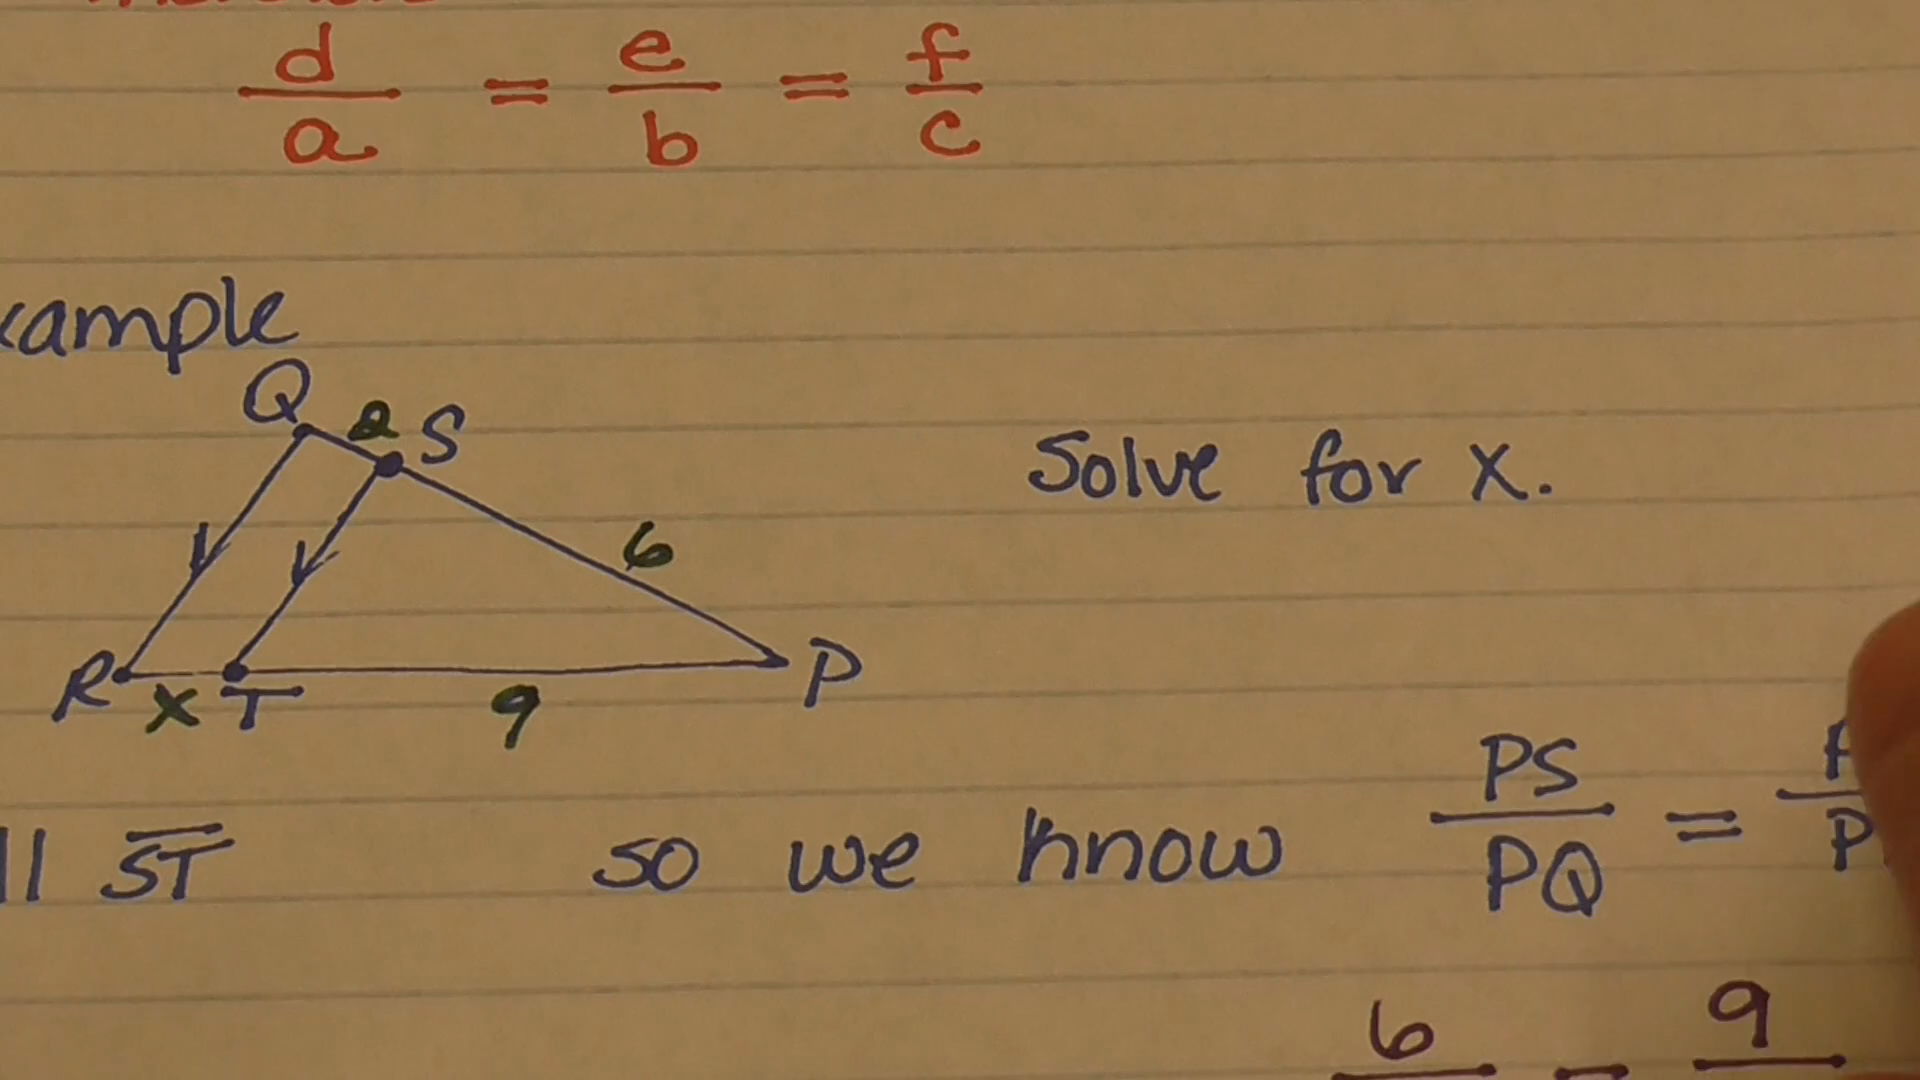 d/a = e/b = f/c
xample
Q 2 S
6
R x T 9 P
Solve for x.
|| ST so we know PS/PQ = P/P
6 = 9